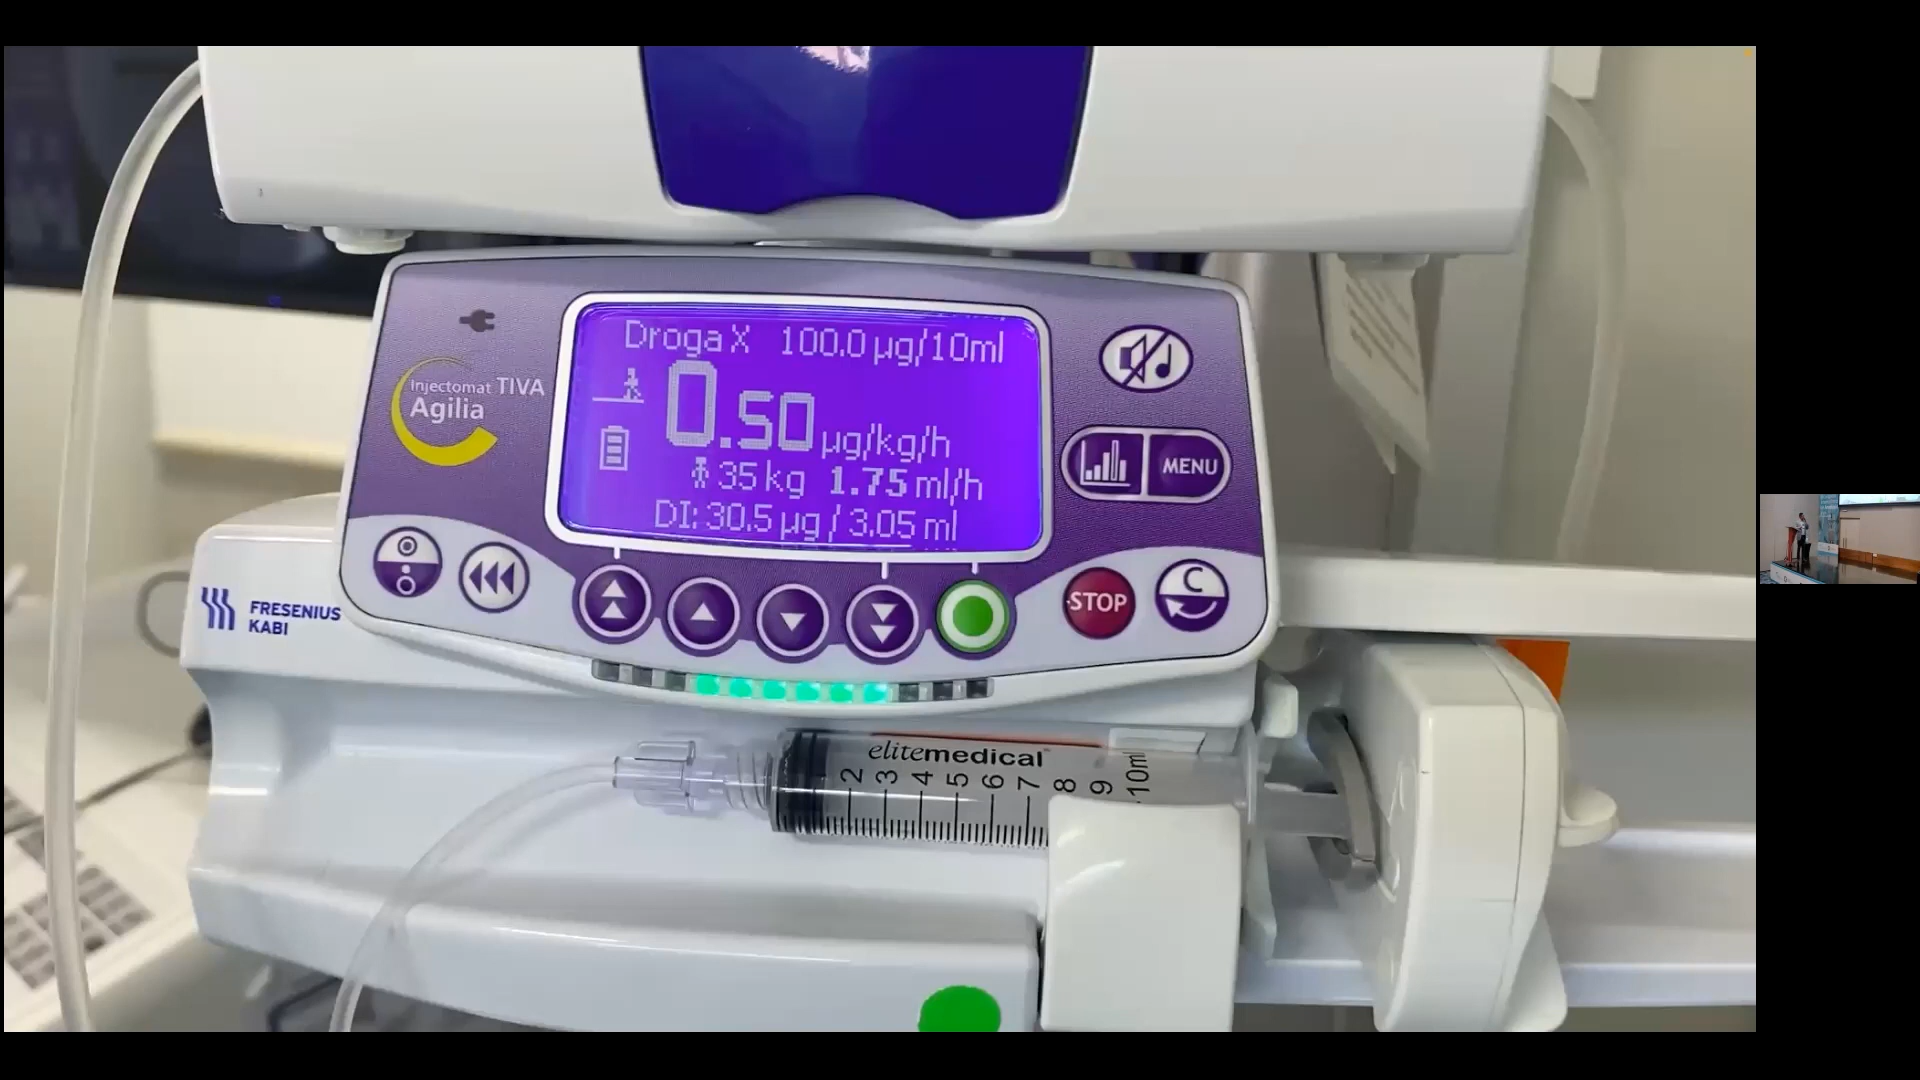 Droga X 100.0 µg/10ml
0.50 µg/kg/h
35 kg 1.75 ml/h
DI: 30.5 µg / 3.05 ml
Injectomat TIVA
Agilia
MENU
STOP
C
FRESENIUS
KABI
elitemedical
2 3 4 5 6 7 8 9 10ml